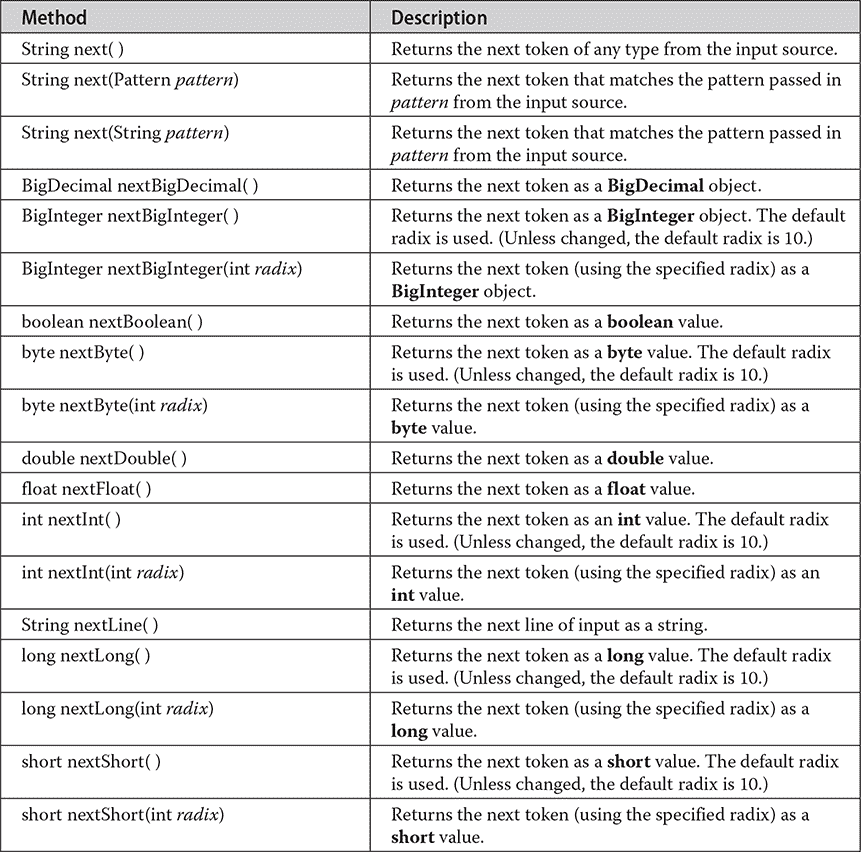 Method Description
String next( ) Returns the next token of any type from the input source.
String next(Pattern pattern) Returns the next token that matches the pattern passed in
pattern from the input source.
String next(String pattern) Returns the next token that matches the pattern passed in
pattern from the input source.
BigDecimal nextBigDecimal( ) Returns the next token as a BigDecimal object.
BigInteger nextBigInteger( ) Returns the next token as a BigInteger object. The default
radix is used. (Unless changed, the default radix is 10.)
BigInteger nextBigInteger(int radix) Returns the next token (using the specified radix) as a
BigInteger object.
boolean nextBoolean( ) Returns the next token as a boolean value.
byte nextByte( ) Returns the next token as a byte value. The default radix
is used. (Unless changed, the default radix is 10.)
byte nextByte(int radix) Returns the next token (using the specified radix) as a
byte value.
double nextDouble( ) Returns the next token as a double value.
float nextFloat( ) Returns the next token as a float value.
int nextInt( ) Returns the next token as an int value. The default radix
is used. (Unless changed, the default radix is 10.)
int nextInt(int radix) Returns the next token (using the specified radix) as an
int value.
String nextLine( ) Returns the next line of input as a string.
long nextLong( ) Returns the next token as a long value. The default radix
is used. (Unless changed, the default radix is 10.)
long nextLong(int radix) Returns the next token (using the specified radix) as a
long value.
short nextShort( ) Returns the next token as a short value. The default radix
is used. (Unless changed, the default radix is 10.)
short nextShort(int radix) Returns the next token (using the specified radix) as a
short value.